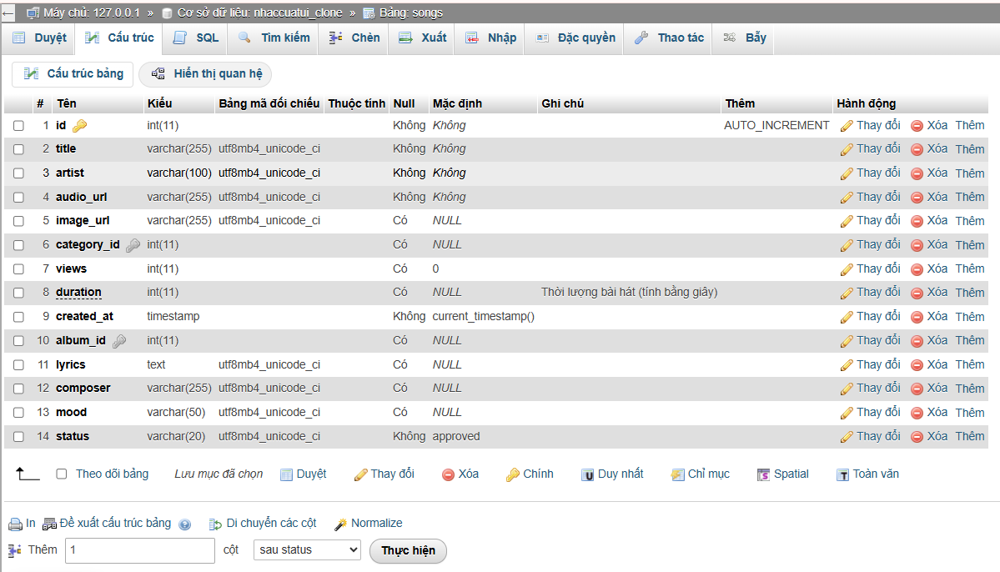 Máy chủ: 127.0.0.1 » Cơ sở dữ liệu: nhaccuatui_clone » Bảng: songs
Duyệt Cấu trúc SQL Tìm kiếm Chèn Xuất Nhập Đặc quyền Thao tác Bẫy
Cấu trúc bảng Hiển thị quan hệ
# Tên Kiểu Bảng mã đối chiếu Thuộc tính Null Mặc định Ghi chú Thêm Hành động
1 id int(11) Không Không AUTO_INCREMENT Thay đổi Xóa Thêm
2 title varchar(255) utf8mb4_unicode_ci Không Không Thay đổi Xóa Thêm
3 artist varchar(100) utf8mb4_unicode_ci Không Không Thay đổi Xóa Thêm
4 audio_url varchar(255) utf8mb4_unicode_ci Không Không Thay đổi Xóa Thêm
5 image_url varchar(255) utf8mb4_unicode_ci Có NULL Thay đổi Xóa Thêm
6 category_id int(11) Có NULL Thay đổi Xóa Thêm
7 views int(11) Có 0 Thay đổi Xóa Thêm
8 duration int(11) Có NULL Thời lượng bài hát (tính bằng giây) Thay đổi Xóa Thêm
9 created_at timestamp Không current_timestamp() Thay đổi Xóa Thêm
10 album_id int(11) Có NULL Thay đổi Xóa Thêm
11 lyrics text utf8mb4_unicode_ci Có NULL Thay đổi Xóa Thêm
12 composer varchar(255) utf8mb4_unicode_ci Có NULL Thay đổi Xóa Thêm
13 mood varchar(50) utf8mb4_unicode_ci Có NULL Thay đổi Xóa Thêm
14 status varchar(20) utf8mb4_unicode_ci Không approved Thay đổi Xóa Thêm
Theo dõi bảng Lưu mục đã chọn Duyệt Thay đổi Xóa Chính Duy nhất Chỉ mục Spatial Toàn văn
In Đề xuất cấu trúc bảng Di chuyển các cột Normalize
Thêm 1 cột sau status Thực hiện